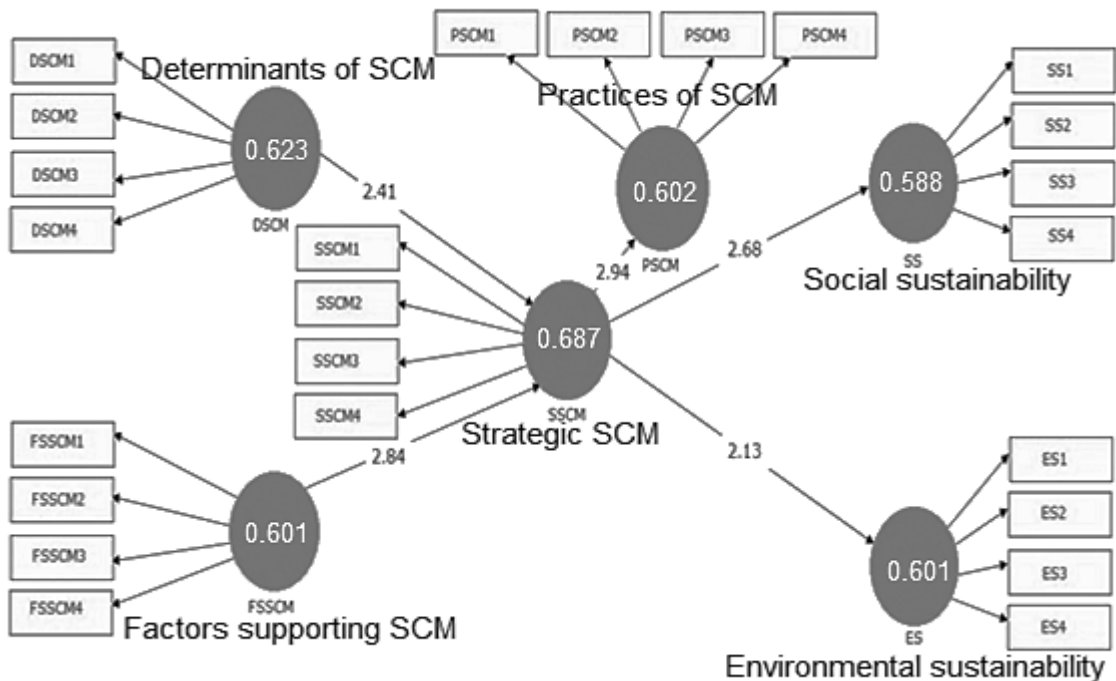 PSCM1
PSCM2
PSCM3
PSCM4
DSCM1
DSCM2
DSCM3
DSCM4
Determinants of SCM
0.623
DSCM
Practices of SCM
0.602
PSCM
SS1
SS2
SS3
SS4
0.588
SS
Social sustainability
2.41
2.94
2.68
SSCM1
SSCM2
SSCM3
SSCM4
0.687
SSCM
Strategic SCM
2.84
2.13
FSSCM1
FSSCM2
FSSCM3
FSSCM4
0.601
FSSCM
Factors supporting SCM
ES1
ES2
ES3
ES4
0.601
ES
Environmental sustainability